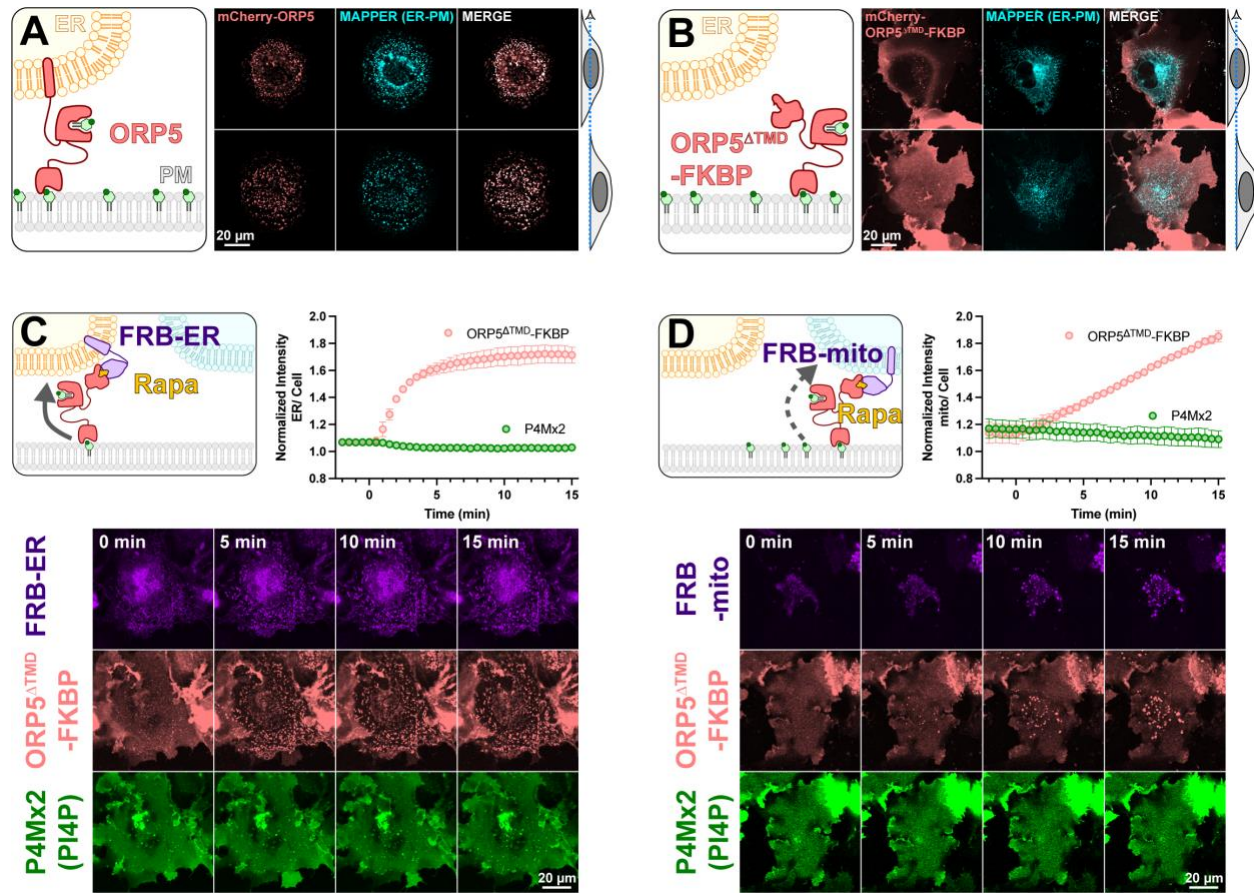 A
ER
ORP5
PM
mCherry-ORP5
MAPPER (ER-PM)
MERGE
20 µm
B
ER
ORP5ΔTMD
-FKBP
mCherry-
ORP5ΔTMD-FKBP
MAPPER (ER-PM)
MERGE
20 µm
C
FRB-ER
Rapa
Normalized Intensity
ER/ Cell
2.0
1.8
1.6
1.4
1.2
1.0
0.8
ORP5ΔTMD-FKBP
P4Mx2
0
5
10
15
Time (min)
FRB-ER
0 min
5 min
10 min
15 min
ORP5ΔTMD
-FKBP
P4Mx2
(PI4P)
20 µm
D
FRB-mito
Rapa
Normalized Intensity
mito/ Cell
2.0
1.8
1.6
1.4
1.2
1.0
0.8
ORP5ΔTMD-FKBP
P4Mx2
0
5
10
15
Time (min)
FRB
-mito
0 min
5 min
10 min
15 min
ORP5ΔTMD
-FKBP
P4Mx2
(PI4P)
20 µm